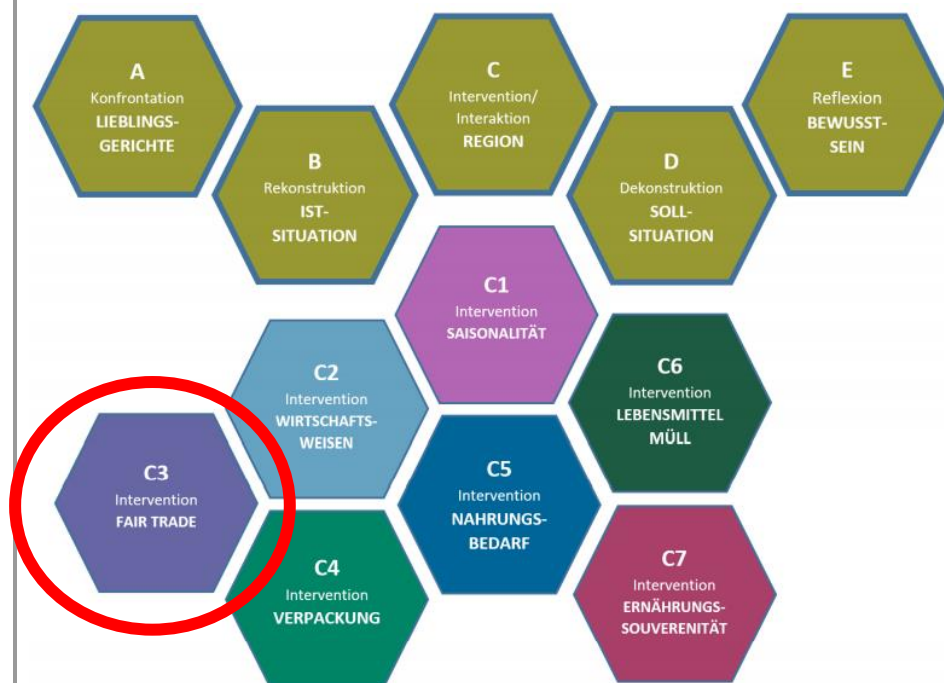 A
Konfrontation
LIEBLINGS-
GERICHTE
B
Rekonstruktion
IST-
SITUATION
C
Intervention/
Interaktion
REGION
D
Dekonstruktion
SOLL-
SITUATION
E
Reflexion
BEWUSST-
SEIN
C1
Intervention
SAISONALITÄT
C2
Intervention
WIRTSCHAFTS-
WEISEN
C3
Intervention
FAIR TRADE
C4
Intervention
VERPACKUNG
C5
Intervention
NAHRUNGS-
BEDARF
C6
Intervention
LEBENSMITTEL
MÜLL
C7
Intervention
ERNÄHRUNGS-
SOUVERENITÄT